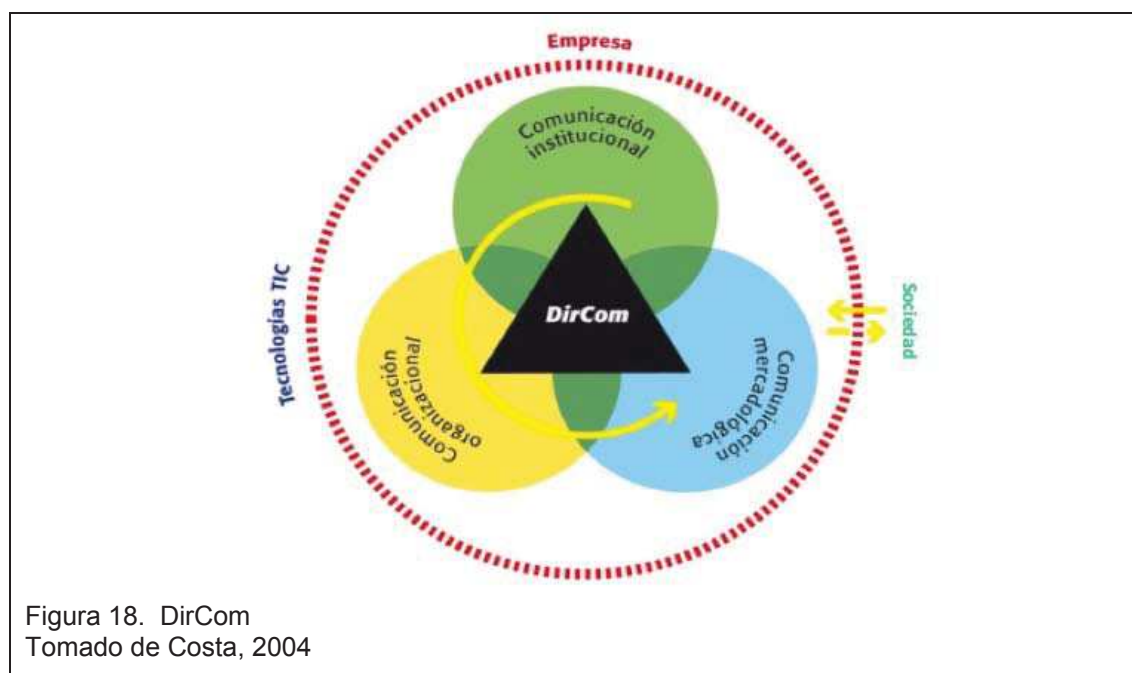 Empresa
Comunicación
institucional
Tecnologías TIC
DirCom
Sociedad
Comunicación
organizacional
Comunicación
mercadológica
Figura 18. DirCom
Tomado de Costa, 2004